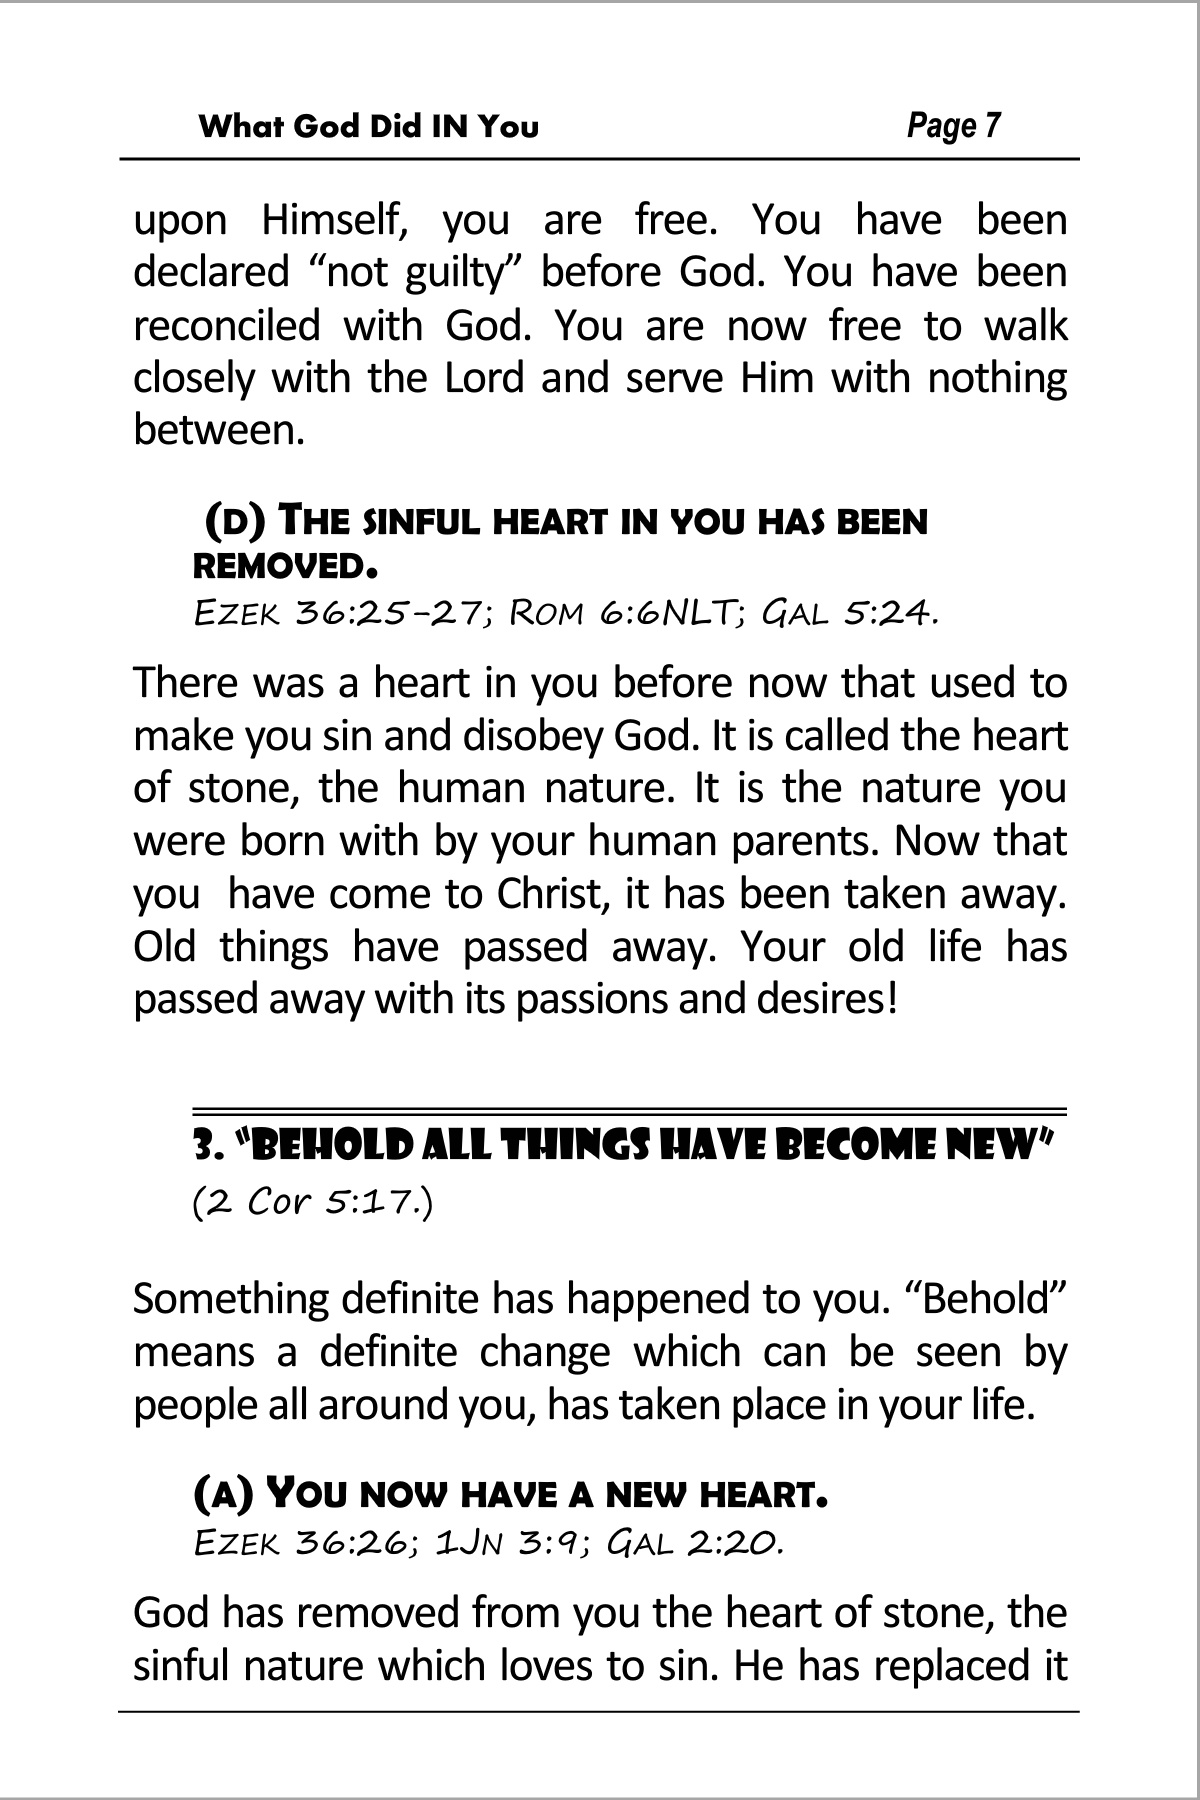 What God Did IN You Page 7
upon Himself, you are free. You have been
declared “not guilty” before God. You have been
reconciled with God. You are now free to walk
closely with the Lord and serve Him with nothing
between.
(D) THE SINFUL HEART IN YOU HAS BEEN
REMOVED.
EZEK 36:25-27; ROM 6:6NLT; GAL 5:24.
There was a heart in you before now that used to
make you sin and disobey God. It is called the heart
of stone, the human nature. It is the nature you
were born with by your human parents. Now that
you  have come to Christ, it has been taken away.
Old things have passed away. Your old life has
passed away with its passions and desires!
3. “BEHOLD ALL THINGS HAVE BECOME NEW”
(2 Cor 5:17.)
Something definite has happened to you. “Behold”
means a definite change which can be seen by
people all around you, has taken place in your life.
(A) YOU NOW HAVE A NEW HEART.
EZEK 36:26; 1JN 3:9; GAL 2:20.
God has removed from you the heart of stone, the
sinful nature which loves to sin. He has replaced it